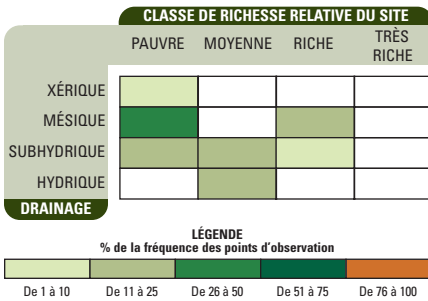 CLASSE DE RICHESSE RELATIVE DU SITE
PAUVRE MOYENNE RICHE TRÈS RICHE
XÉRIQUE
MÉSIQUE
SUBHYDRIQUE
HYDRIQUE
DRAINAGE
LÉGENDE
% de la fréquence des points d'observation
De 1 à 10 De 11 à 25 De 26 à 50 De 51 à 75 De 76 à 100